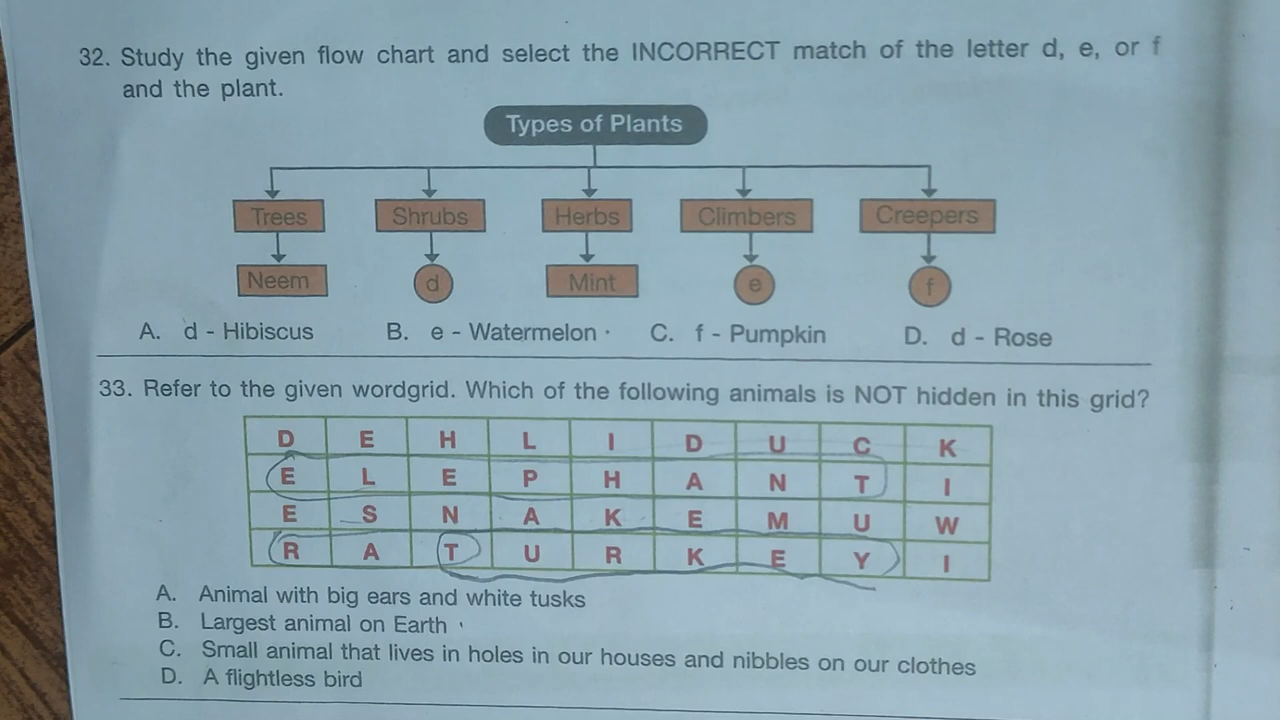 32. Study the given flow chart and select the INCORRECT match of the letter d, e, or f
and the plant.
Types of Plants
Trees Shrubs Herbs Climbers Creepers
Neem d Mint e f
A. d - Hibiscus B. e - Watermelon C. f - Pumpkin D. d - Rose
33. Refer to the given wordgrid. Which of the following animals is NOT hidden in this grid?
D E H L I D U C K
E L E P H A N T I
E S N A K E M U W
R A T U R K E Y I
A. Animal with big ears and white tusks
B. Largest animal on Earth
C. Small animal that lives in holes in our houses and nibbles on our clothes
D. A flightless bird